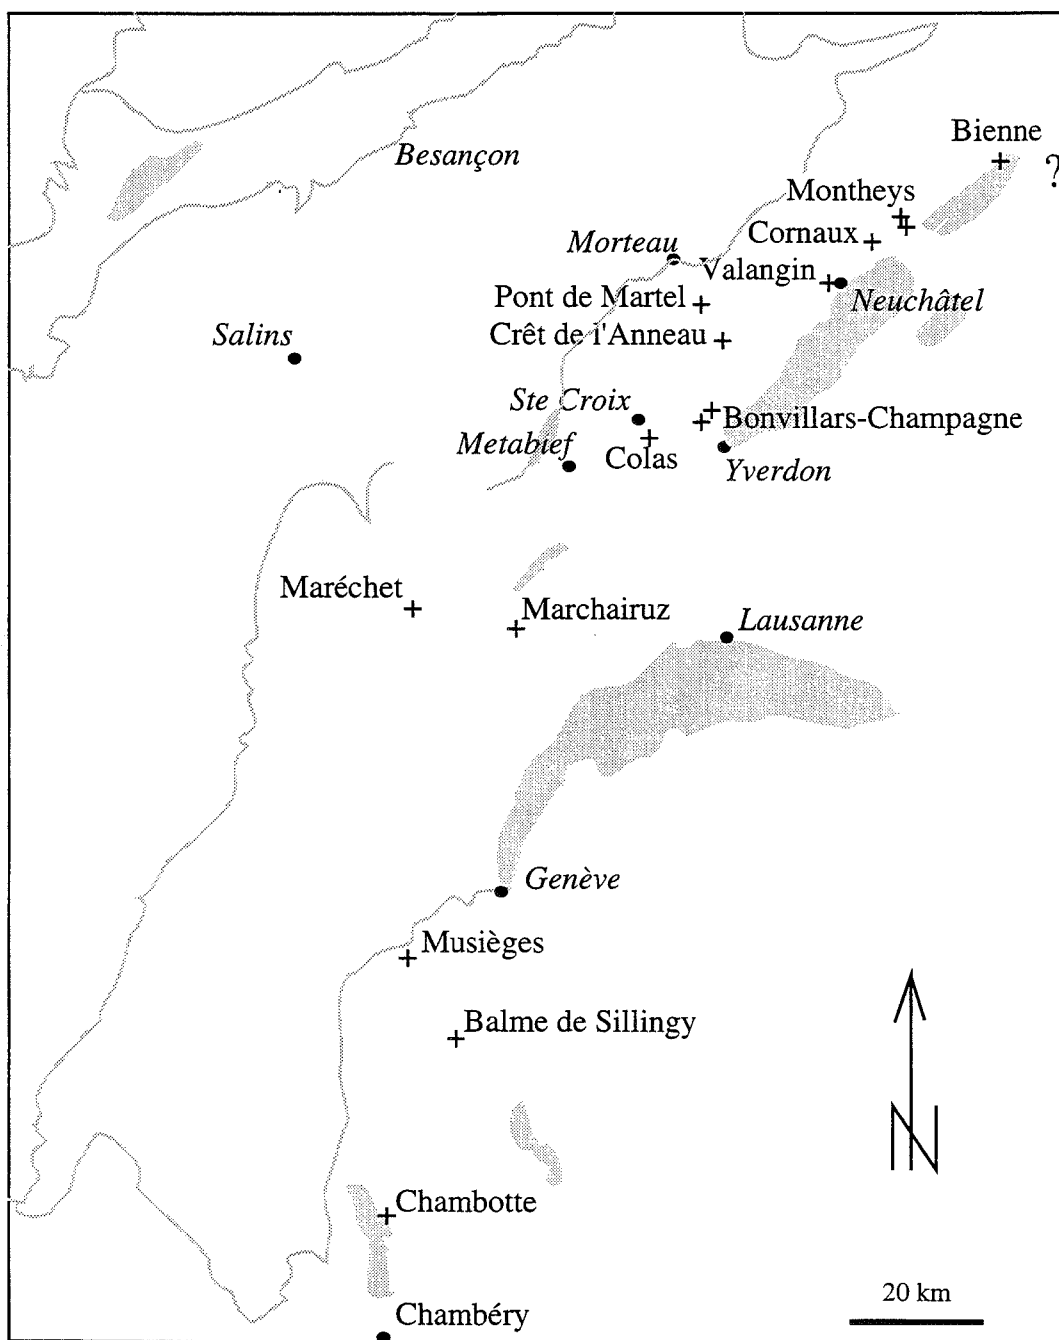 Bienne
?
Besançon
Montheys
Cornaux
Morteau
Valangin
Pont de Martel
Neuchâtel
Crêt de l'Anneau
Salins
Ste Croix
Bonvillars-Champagne
Metabief
Colas
Yverdon
Maréchet
Marchairuz
Lausanne
Genève
Musièges
Balme de Sillingy
N
Chambotte
20 km
Chambéry